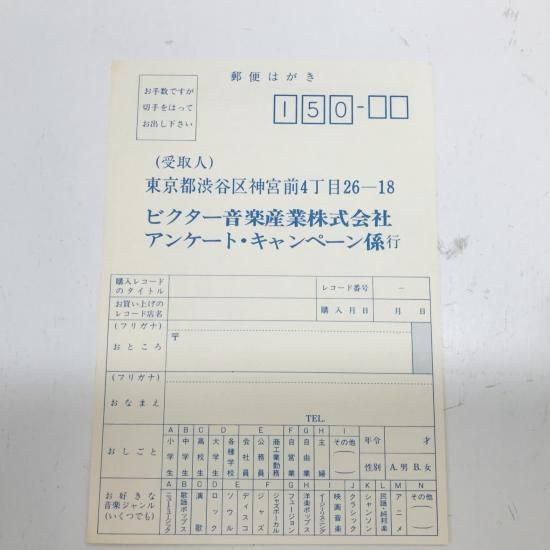 郵便はがき
お手数ですが
切手をはって
お出し下さい
150-
(受取人)
東京都渋谷区神宮前4丁目26—18
ビクター音楽産業株式会社
アンケート・キャンペーン係行
購入レコード
のタイトル
レコード番号 －
お買い上げの
レコード店名
購入月日 月 日
(フリガナ)
おところ
〒
(フリガナ)
おなまえ
TEL.
おしごと
A 小学生
B 中学生
C 高校生
D 大学生 各種学校
E 会社員 公務員 商工業勤務
F 自営業
G 自由業
H 主婦
I その他 ( )
年令 才
性別 A.男 B.女
お好きな
音楽ジャンル
(いくつでも)
A ニューミュージック
B 歌謡ポップス
C 演歌
D ロック
E ソウル ディスコ
F ジャズ ジャズボーカル
G フュージョン
H 洋楽ポップス イージーリスニング
I 映画音楽
J クラシック
K シャンソン
L 民謡・純邦楽
M アニメ
N その他 ( )